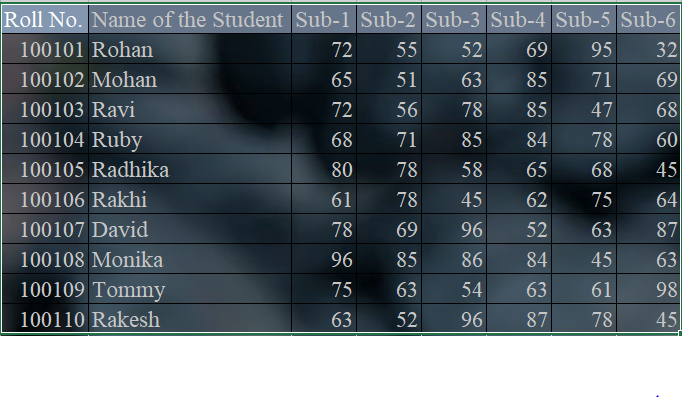 Roll No. Name of the Student Sub-1 Sub-2 Sub-3 Sub-4 Sub-5 Sub-6
100101 Rohan 72 55 52 69 95 32
100102 Mohan 65 51 63 85 71 69
100103 Ravi 72 56 78 85 47 68
100104 Ruby 68 71 85 84 78 60
100105 Radhika 80 78 58 65 68 45
100106 Rakhi 61 78 45 62 75 64
100107 David 78 69 96 52 63 87
100108 Monika 96 85 86 84 45 63
100109 Tommy 75 63 54 63 61 98
100110 Rakesh 63 52 96 87 78 45